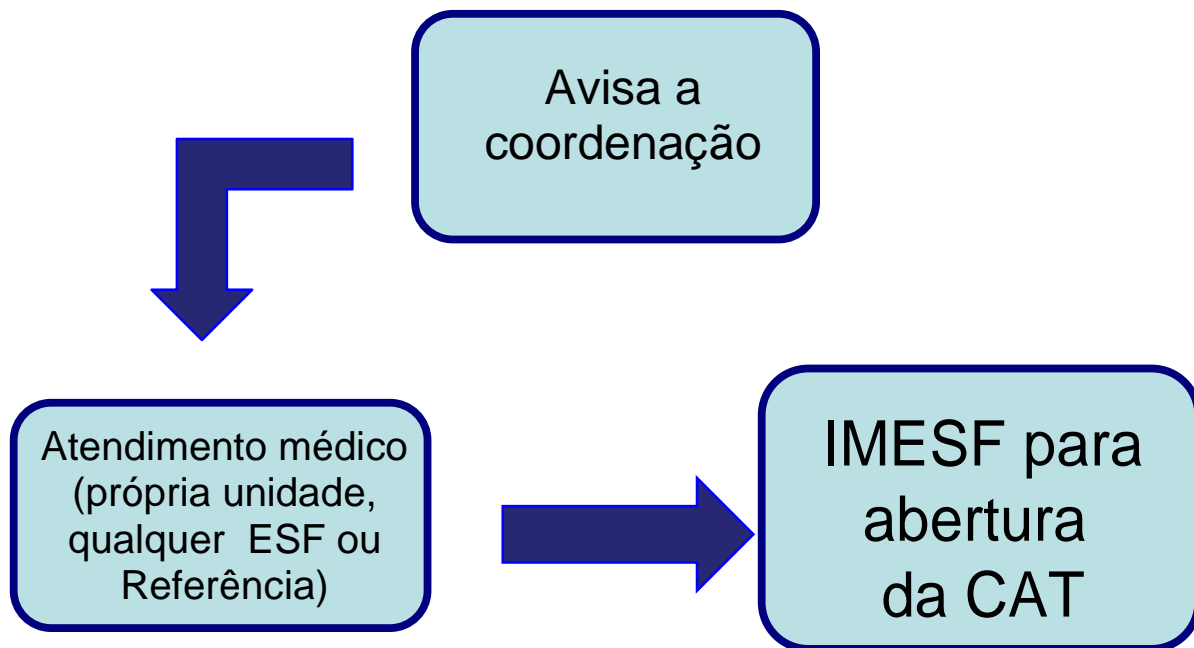 Avisa a
coordenação
Atendimento médico
(própria unidade,
qualquer ESF ou
Referência)
IMESF para
abertura
da CAT